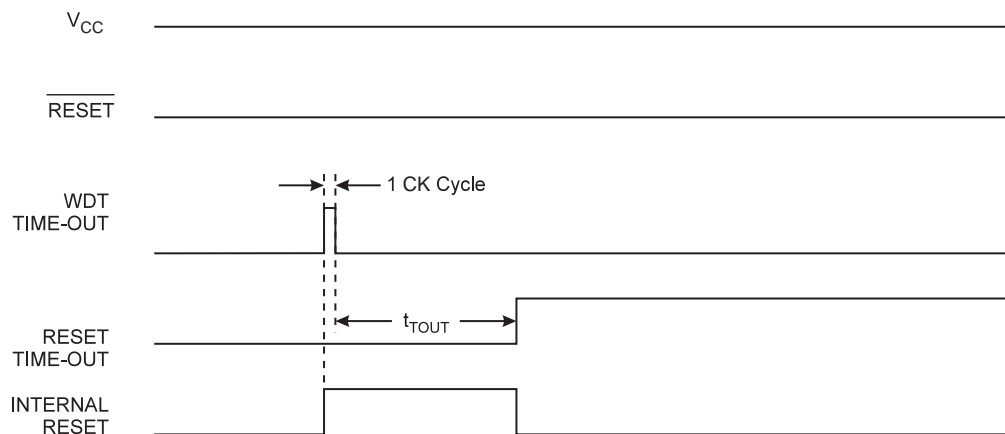 VCC
RESET
1 CK Cycle
WDT
TIME-OUT
tTOUT
RESET
TIME-OUT
INTERNAL
RESET